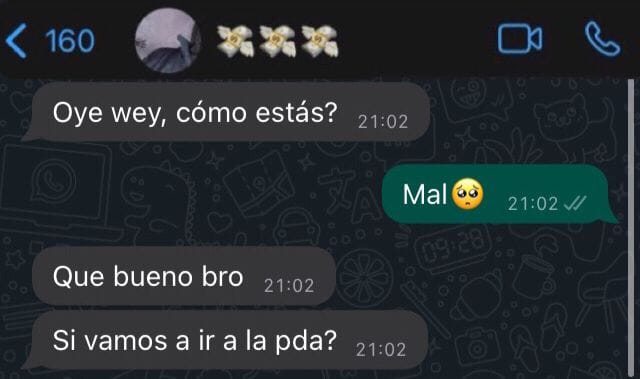 160 💸💸💸
Oye wey, cómo estás? 21:02
Mal🥺 21:02
Que bueno bro 21:02
Si vamos a ir a la pda? 21:02